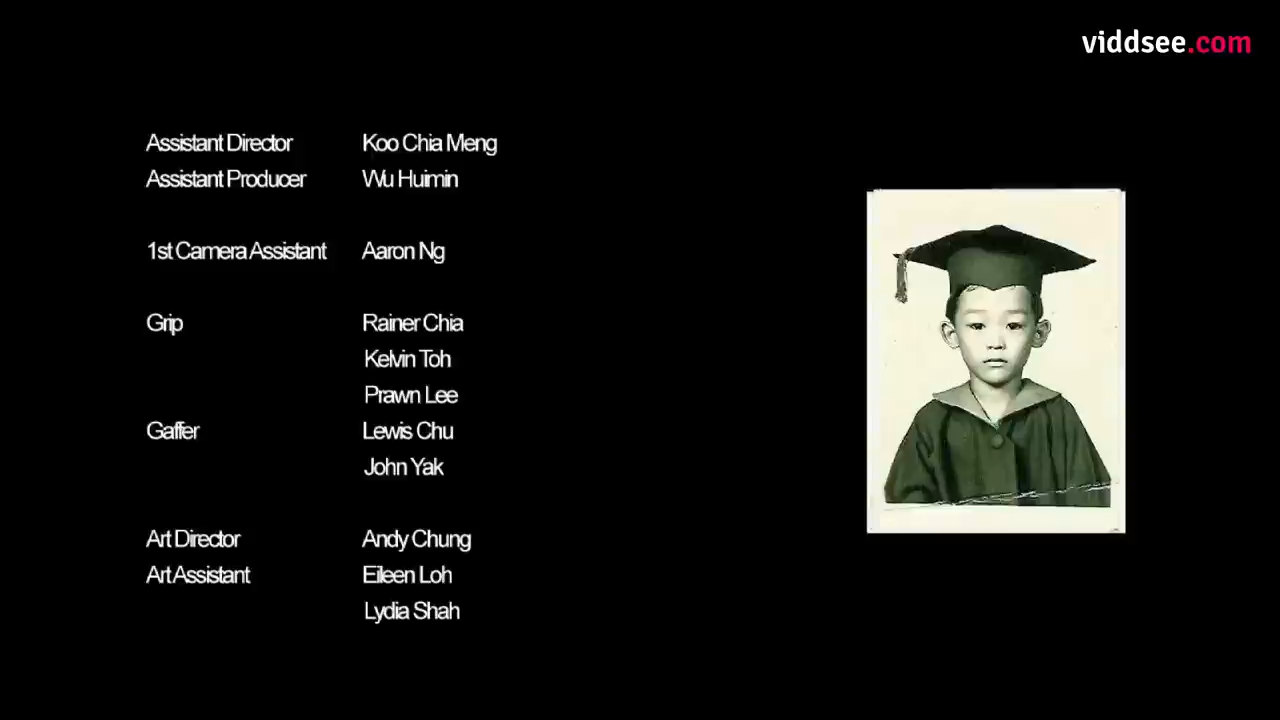 viddsee.com
Assistant Director Koo Chia Meng
Assistant Producer Wu Huimin
1st Camera Assistant Aaron Ng
Grip Rainer Chia
Kelvin Toh
Prawn Lee
Gaffer Lewis Chu
John Yak
Art Director Andy Chung
Art Assistant Eileen Loh
Lydia Shah